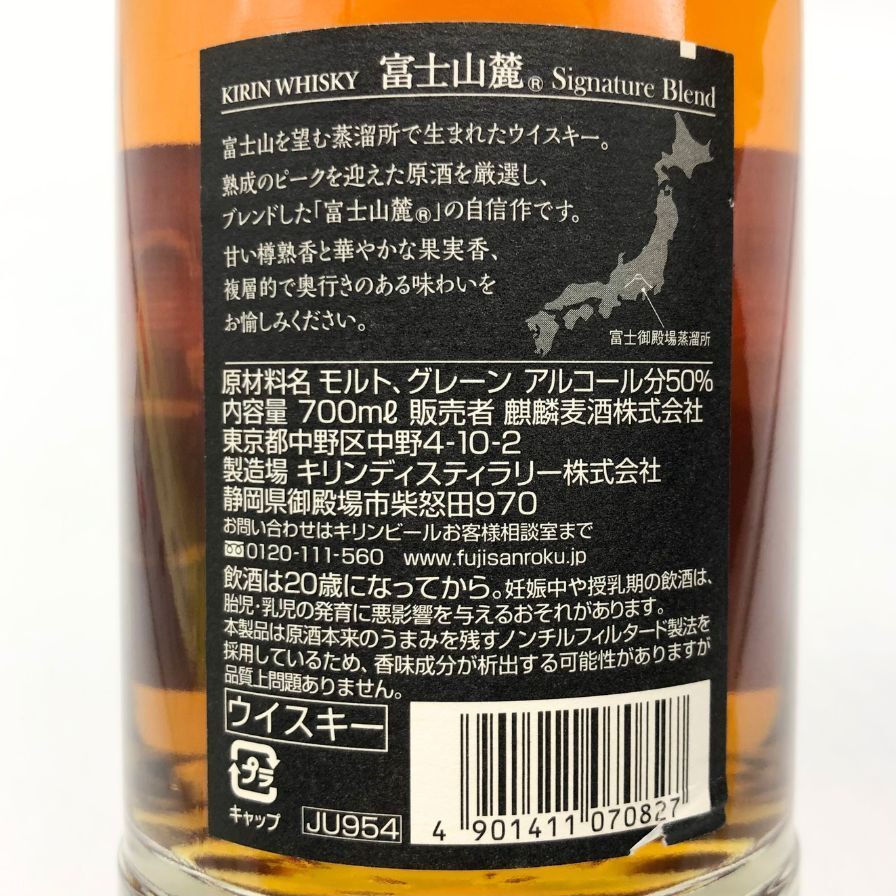 KIRIN WHISKY 富士山麓® Signature Blend
富士山を望む蒸溜所で生まれたウイスキー。
熟成のピークを迎えた原酒を厳選し、
ブレンドした「富士山麓®」の自信作です。
甘い樽熟香と華やかな果実香、
複層的で奥行きのある味わいを
お愉しみください。
富士御殿場蒸溜所
原材料名 モルト、グレーン アルコール分50%
内容量 700mℓ 販売者 麒麟麦酒株式会社
東京都中野区中野4-10-2
製造場 キリンディスティラリー株式会社
静岡県御殿場市柴怒田970
お問い合わせはキリンビールお客様相談室まで
0120-111-560 www.fujisanroku.jp
飲酒は20歳になってから。妊娠中や授乳期の飲酒は、
胎児・乳児の発育に悪影響を与えるおそれがあります。
本製品は原酒本来のうまみを残すノンチルフィルタード製法を
採用しているため、香味成分が析出する可能性がありますが
品質上問題ありません。
ウイスキー
プラ
キャップ
JU954
4 901411 070827